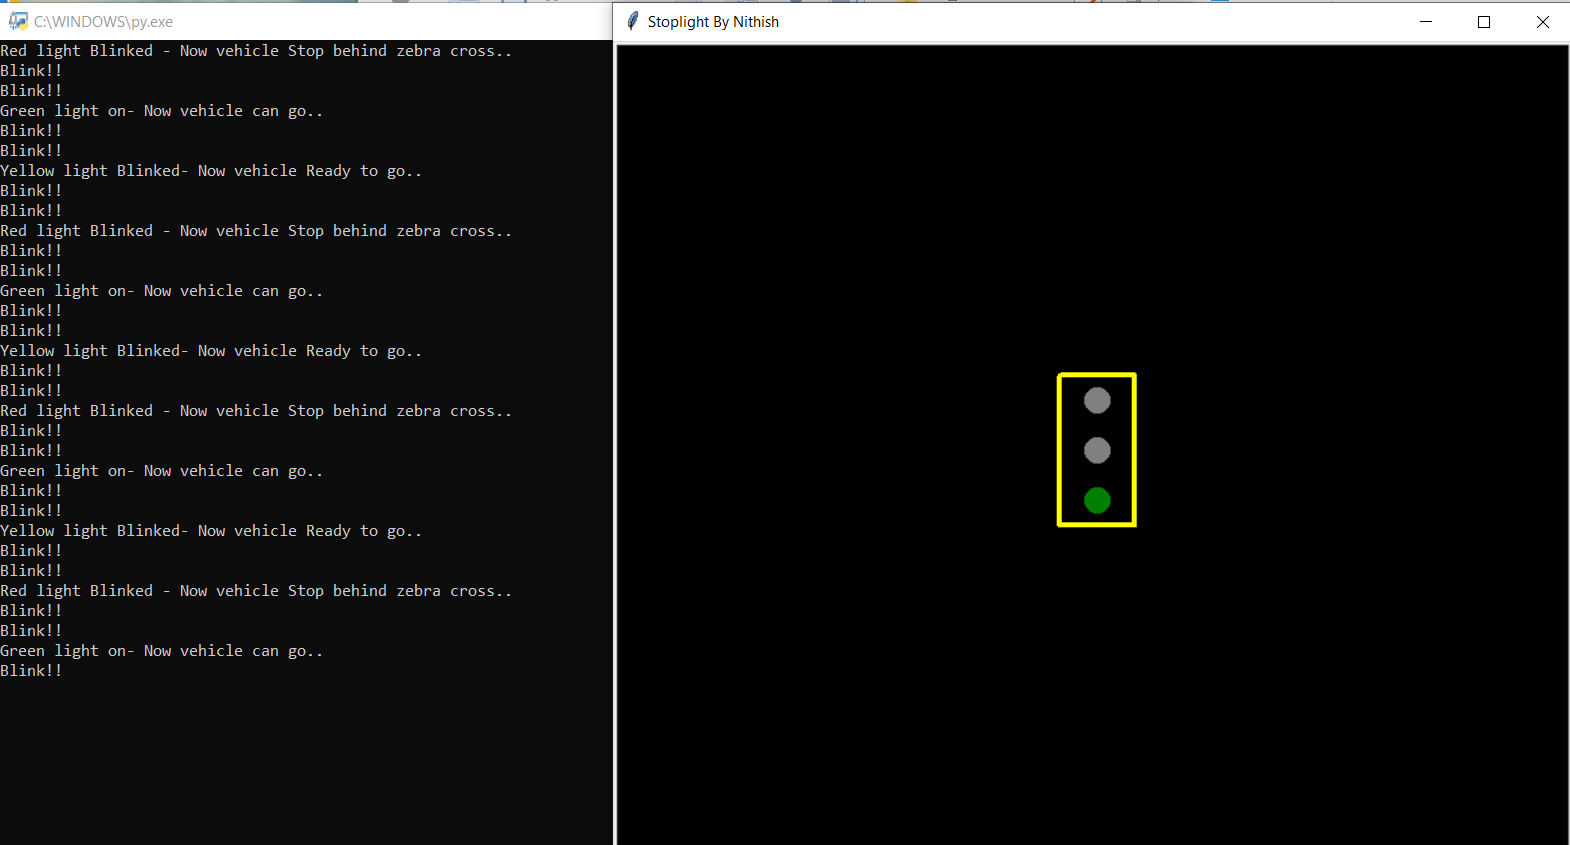 C:\WINDOWS\py.exe
Red light Blinked - Now vehicle Stop behind zebra cross..
Blink!!
Blink!!
Green light on- Now vehicle can go..
Blink!!
Blink!!
Yellow light Blinked- Now vehicle Ready to go..
Blink!!
Blink!!
Red light Blinked - Now vehicle Stop behind zebra cross..
Blink!!
Blink!!
Green light on- Now vehicle can go..
Blink!!
Blink!!
Yellow light Blinked- Now vehicle Ready to go..
Blink!!
Blink!!
Red light Blinked - Now vehicle Stop behind zebra cross..
Blink!!
Blink!!
Green light on- Now vehicle can go..
Blink!!
Blink!!
Yellow light Blinked- Now vehicle Ready to go..
Blink!!
Blink!!
Red light Blinked - Now vehicle Stop behind zebra cross..
Blink!!
Blink!!
Green light on- Now vehicle can go..
Blink!!
Stoplight By Nithish